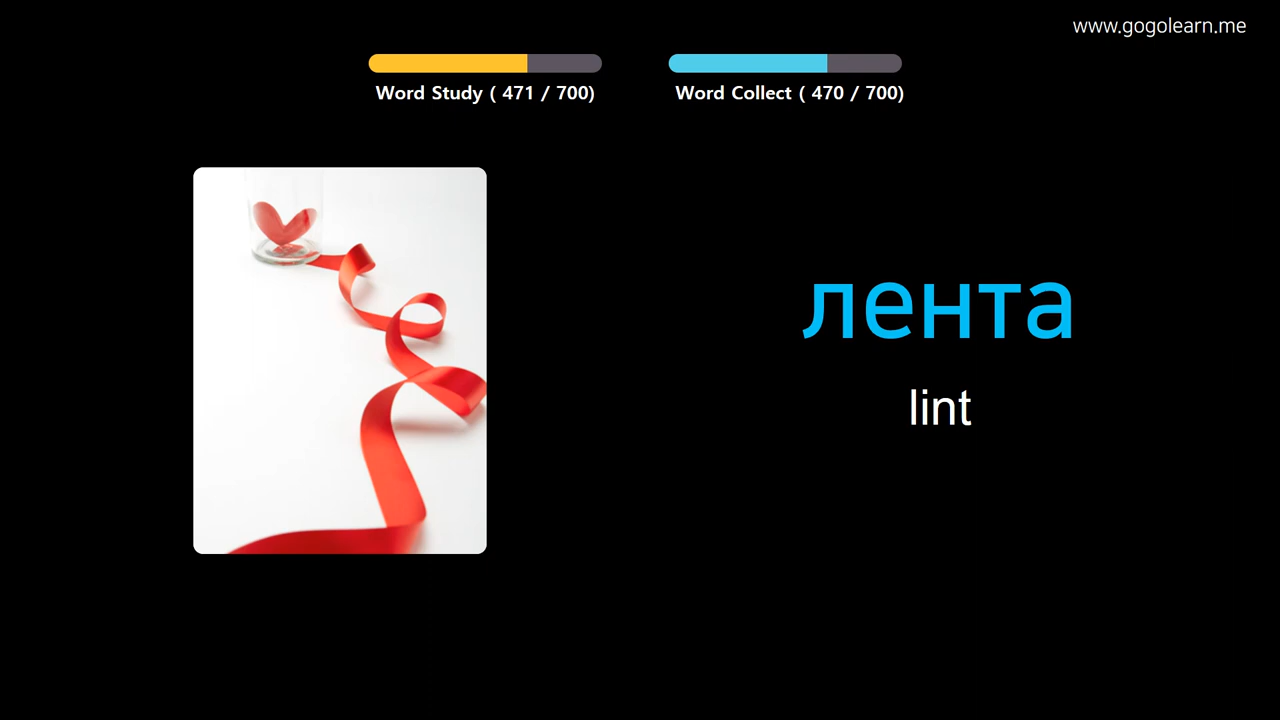 www.gogolearn.me
Word Study ( 471 / 700)
Word Collect ( 470 / 700)
лента
lint